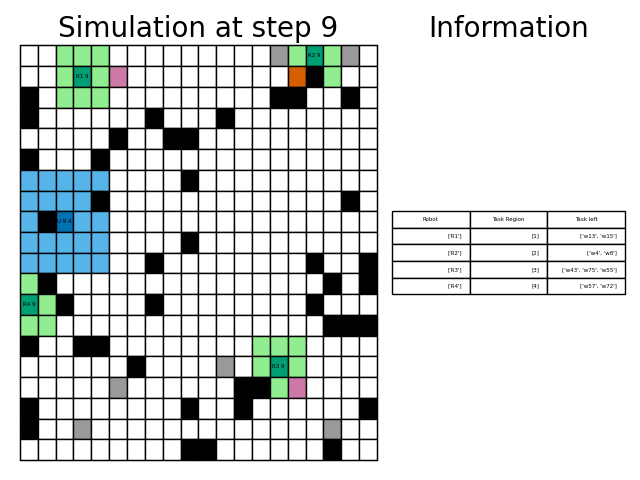 Simulation at step 9
Information
R1 9
R2 9
U 9.4
R4 9
R3 9
Robot Task Region Task left
['R1'] [1] ['w13', 'w15']
['R2'] [2] ['w4', 'w8']
['R3'] [3] ['w43', 'w75', 'w55']
['R4'] [4] ['w57', 'w72']